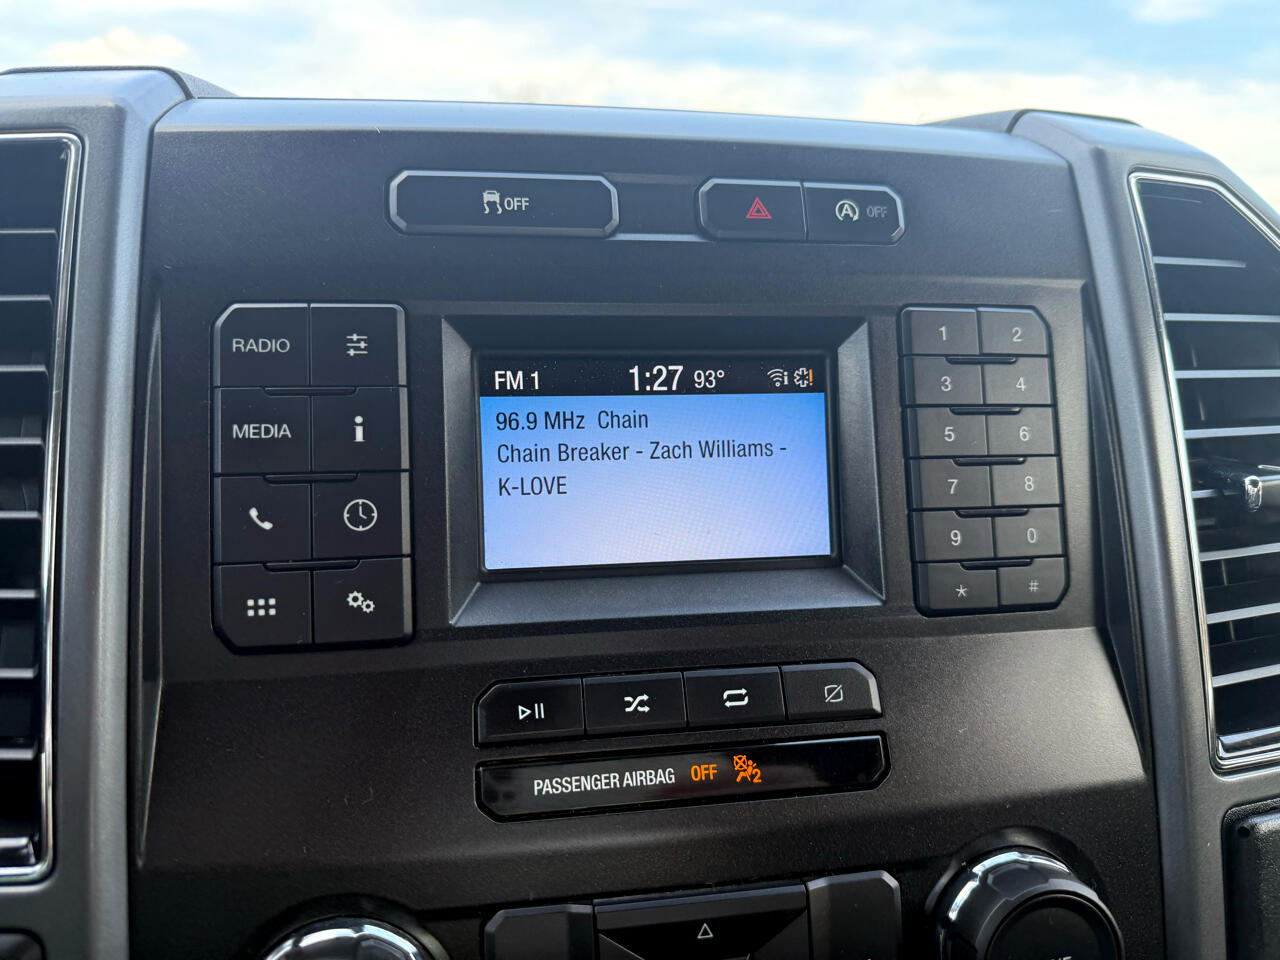 OFF
OFF
RADIO
MEDIA
FM 1 1:27 93°
96.9 MHz Chain
Chain Breaker - Zach Williams -
K-LOVE
1 2
3 4
5 6
7 8
9 0
* #
PASSENGER AIRBAG OFF 2